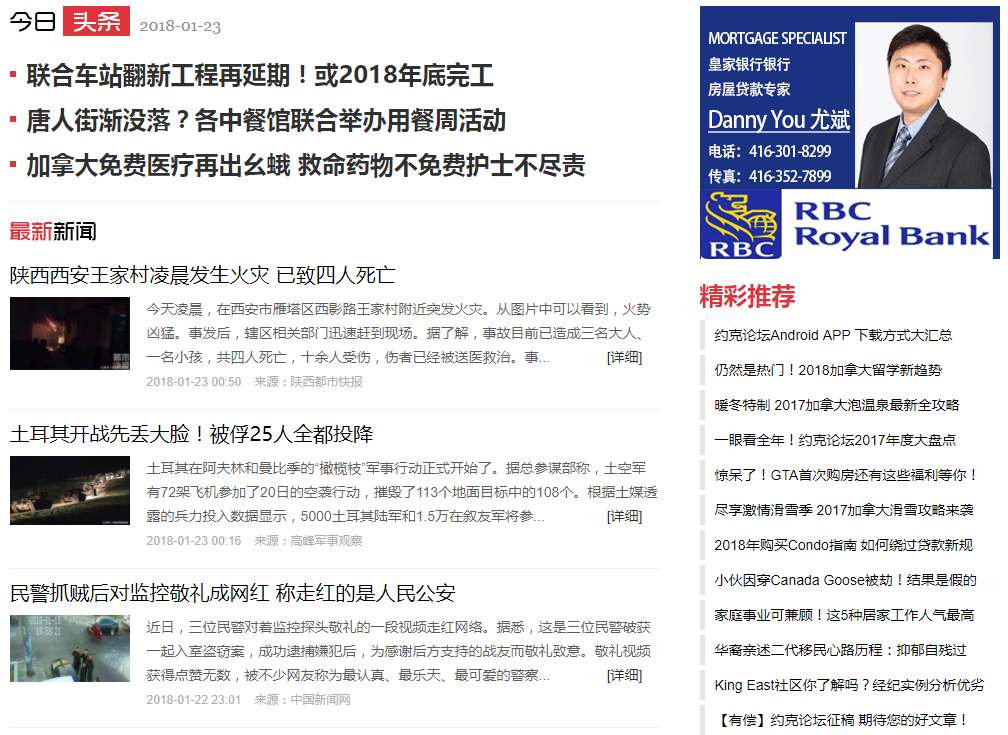 今日 头条 2018-01-23
联合车站翻新工程再延期！或2018年底完工
唐人街渐没落？各中餐馆联合举办用餐周活动
加拿大免费医疗再出幺蛾 救命药物不免费护士不尽责
最新新闻
陕西西安王家村凌晨发生火灾 已致四人死亡
今天凌晨，在西安市雁塔区西影路王家村附近突发火灾。从图片中可以看到，火势
凶猛。事发后，辖区相关部门迅速赶到现场。据了解，事故目前已造成三名大人、
一名小孩，共四人死亡，十余人受伤，伤者已经被送医救治。事... [详细]
2018-01-23 00:50 来源：陕西都市快报
土耳其开战先丢大脸！被俘25人全都投降
土耳其在阿夫林和曼比季的“橄榄枝”军事行动正式开始了。据总参谋部称，土空军
有72架飞机参加了20日的空袭行动，摧毁了113个地面目标中的108个。根据土媒透
露的兵力投入数据显示，5000土耳其陆军和1.5万在叙友军将参... [详细]
2018-01-23 00:16 来源：高峰军事观察
民警抓贼后对监控敬礼成网红 称走红的是人民公安
近日，三位民警对着监控探头敬礼的一段视频走红网络。据悉，这是三位民警破获
一起入室盗窃案，成功逮捕嫌犯后，为感谢后方支持的战友而敬礼致意。敬礼视频
获得点赞无数，被不少网友称为最认真、最乐天、最可爱的警察... [详细]
2018-01-22 23:01 来源：中国新闻网
MORTGAGE SPECIALIST
皇家银行银行
房屋贷款专家
Danny You 尤斌
电话：416-301-8299
传真：416-352-7899
RBC
RBC
Royal Bank
精彩推荐
约克论坛Android APP 下载方式大汇总
仍然是热门！2018加拿大留学新趋势
暖冬特制 2017加拿大泡温泉最新全攻略
一眼看全年！约克论坛2017年度大盘点
惊呆了！GTA首次购房还有这些福利等你！
尽享激情滑雪季 2017加拿大滑雪攻略来袭
2018年购买Condo指南 如何绕过贷款新规
小伙因穿Canada Goose被劫！结果是假的
家庭事业可兼顾！这5种居家工作人气最高
华裔亲述二代移民心路历程：抑郁自残过
King East社区你了解吗？经纪实例分析优劣
【有偿】约克论坛征稿 期待您的好文章！